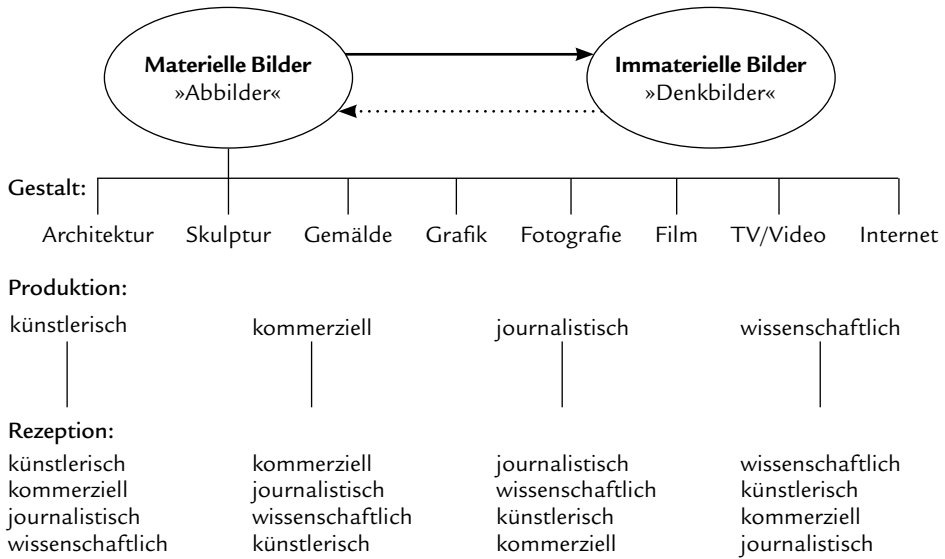 Materielle Bilder
»Abbilder«
Immaterielle Bilder
»Denkbilder«
Gestalt:
Architektur Skulptur Gemälde Grafik Fotografie Film TV/Video Internet
Produktion:
künstlerisch kommerziell journalistisch wissenschaftlich
Rezeption:
künstlerisch kommerziell journalistisch wissenschaftlich
kommerziell journalistisch wissenschaftlich künstlerisch
journalistisch wissenschaftlich künstlerisch kommerziell
wissenschaftlich künstlerisch kommerziell journalistisch